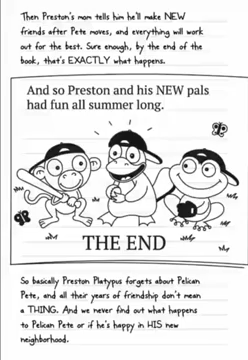 Then Preston's mom tells him he'll make NEW
friends after Pete moves, and everything will work
out for the best. Sure enough, by the end of the
book, that's EXACTLY what happens.
And so Preston and his NEW pals
had fun all summer long.
THE END
So basically Preston Platypus forgets about Pelican
Pete, and all their years of friendship don't mean
a THING. And we never find out what happens
to Pelican Pete or if he's happy in HIS new
neighborhood.